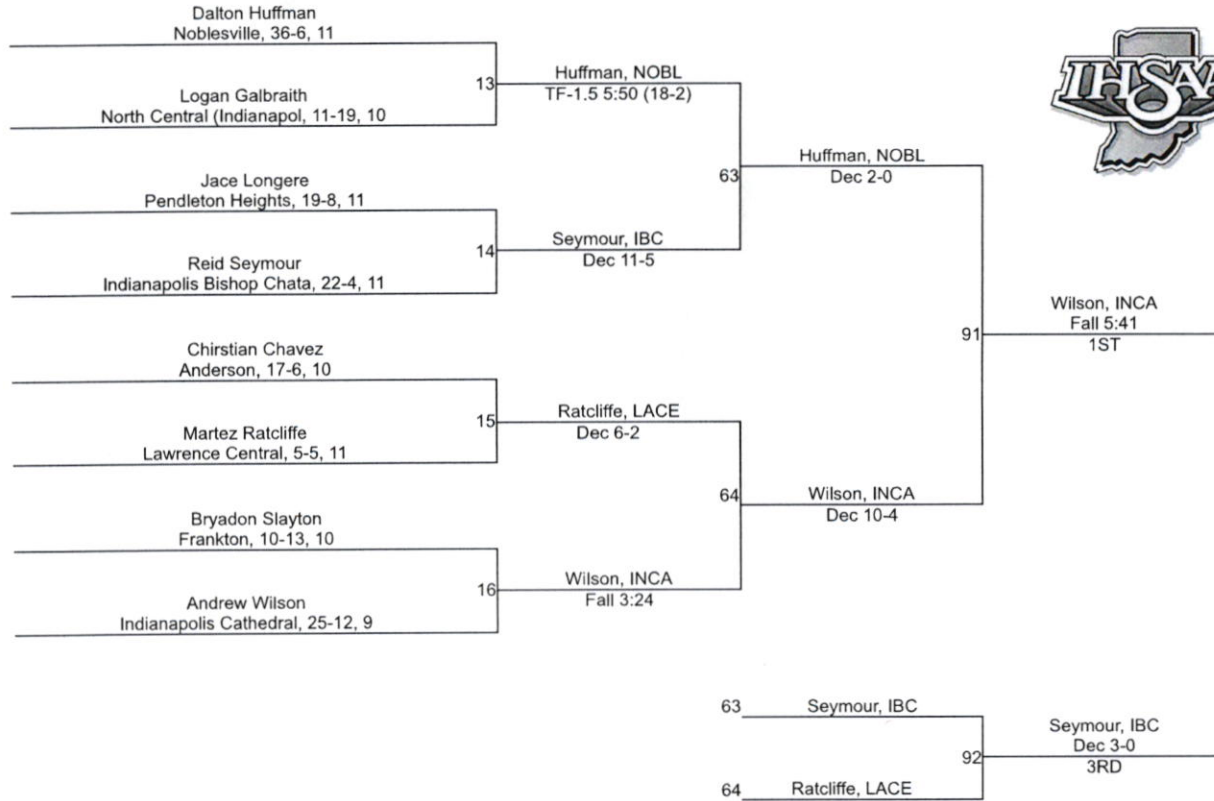 Dalton Huffman
Noblesville, 36-6, 11
13
Huffman, NOBL
TF-1.5 5:50 (18-2)
Logan Galbraith
North Central (Indianapol, 11-19, 10
63
Huffman, NOBL
Dec 2-0
Jace Longere
Pendleton Heights, 19-8, 11
14
Seymour, IBC
Dec 11-5
Reid Seymour
Indianapolis Bishop Chata, 22-4, 11
91
Wilson, INCA
Fall 5:41
1ST
Chirstian Chavez
Anderson, 17-6, 10
15
Ratcliffe, LACE
Dec 6-2
Martez Ratcliffe
Lawrence Central, 5-5, 11
64
Wilson, INCA
Dec 10-4
Bryadon Slayton
Frankton, 10-13, 10
16
Wilson, INCA
Fall 3:24
Andrew Wilson
Indianapolis Cathedral, 25-12, 9
63
Seymour, IBC
92
Seymour, IBC
Dec 3-0
3RD
64
Ratcliffe, LACE
IHSAA